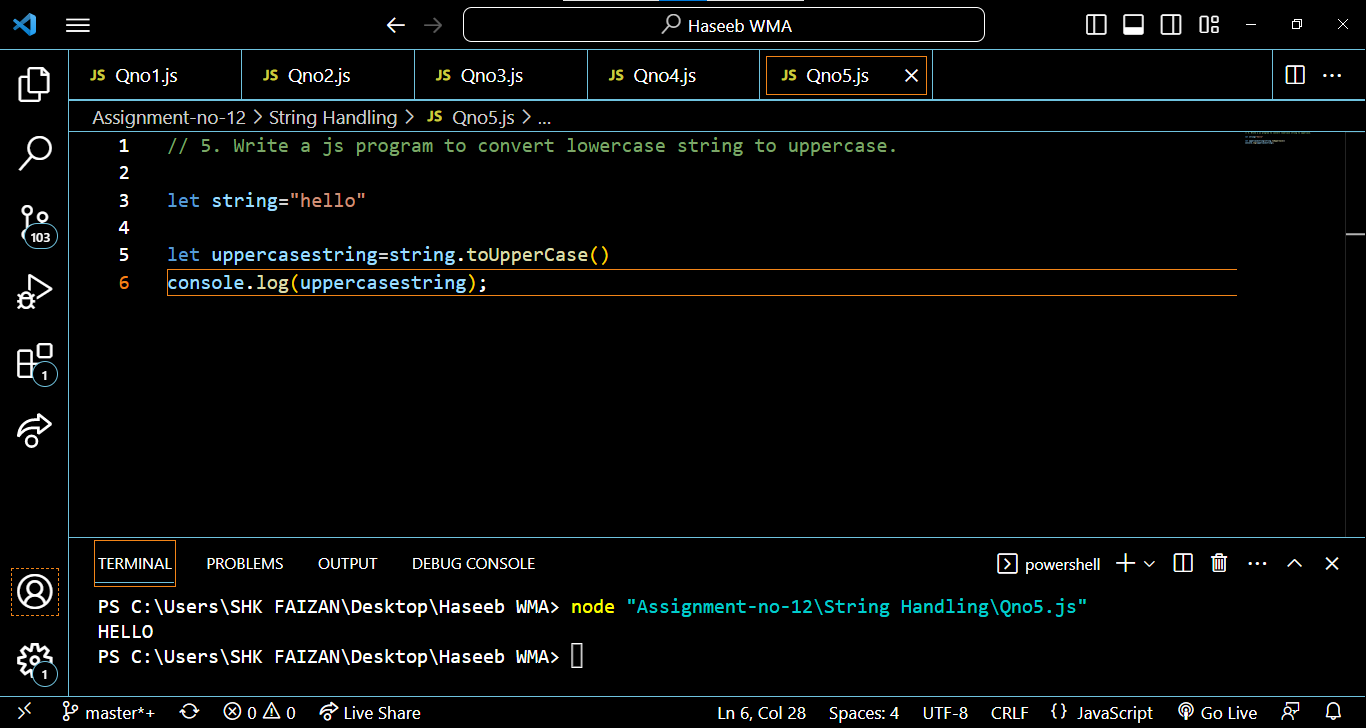 Haseeb WMA
JS Qno1.js JS Qno2.js JS Qno3.js JS Qno4.js JS Qno5.js
Assignment-no-12 > String Handling > JS Qno5.js > ...
1 // 5. Write a js program to convert lowercase string to uppercase.
2
3 let string="hello"
4
5 let uppercasestring=string.toUpperCase()
6 console.log(uppercasestring);
103
1
TERMINAL PROBLEMS OUTPUT DEBUG CONSOLE powershell
PS C:\Users\SHK FAIZAN\Desktop\Haseeb WMA> node "Assignment-no-12\String Handling\Qno5.js"
HELLO
PS C:\Users\SHK FAIZAN\Desktop\Haseeb WMA>
1
master*+ 0 0 Live Share Ln 6, Col 28 Spaces: 4 UTF-8 CRLF {} JavaScript Go Live